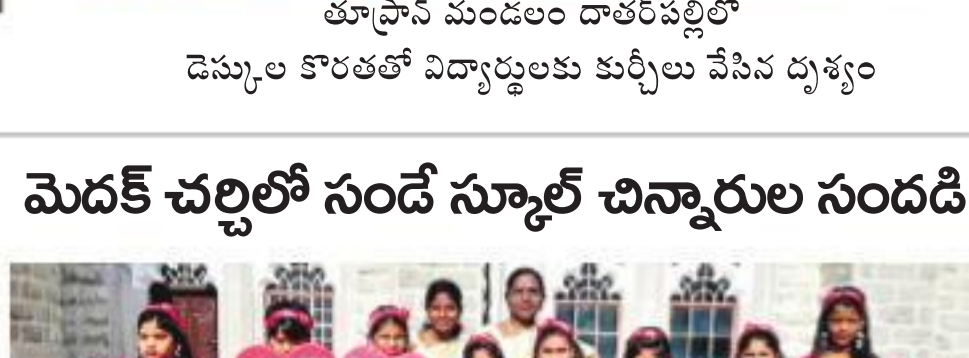 తూప్రాన్ మండలం దాతర్‌పల్లిలో
డెస్కుల కొరతతో విద్యార్థులకు కుర్చీలు వేసిన దృశ్యం
మెదక్ చర్చిలో సండే స్కూల్ చిన్నారుల సందడి